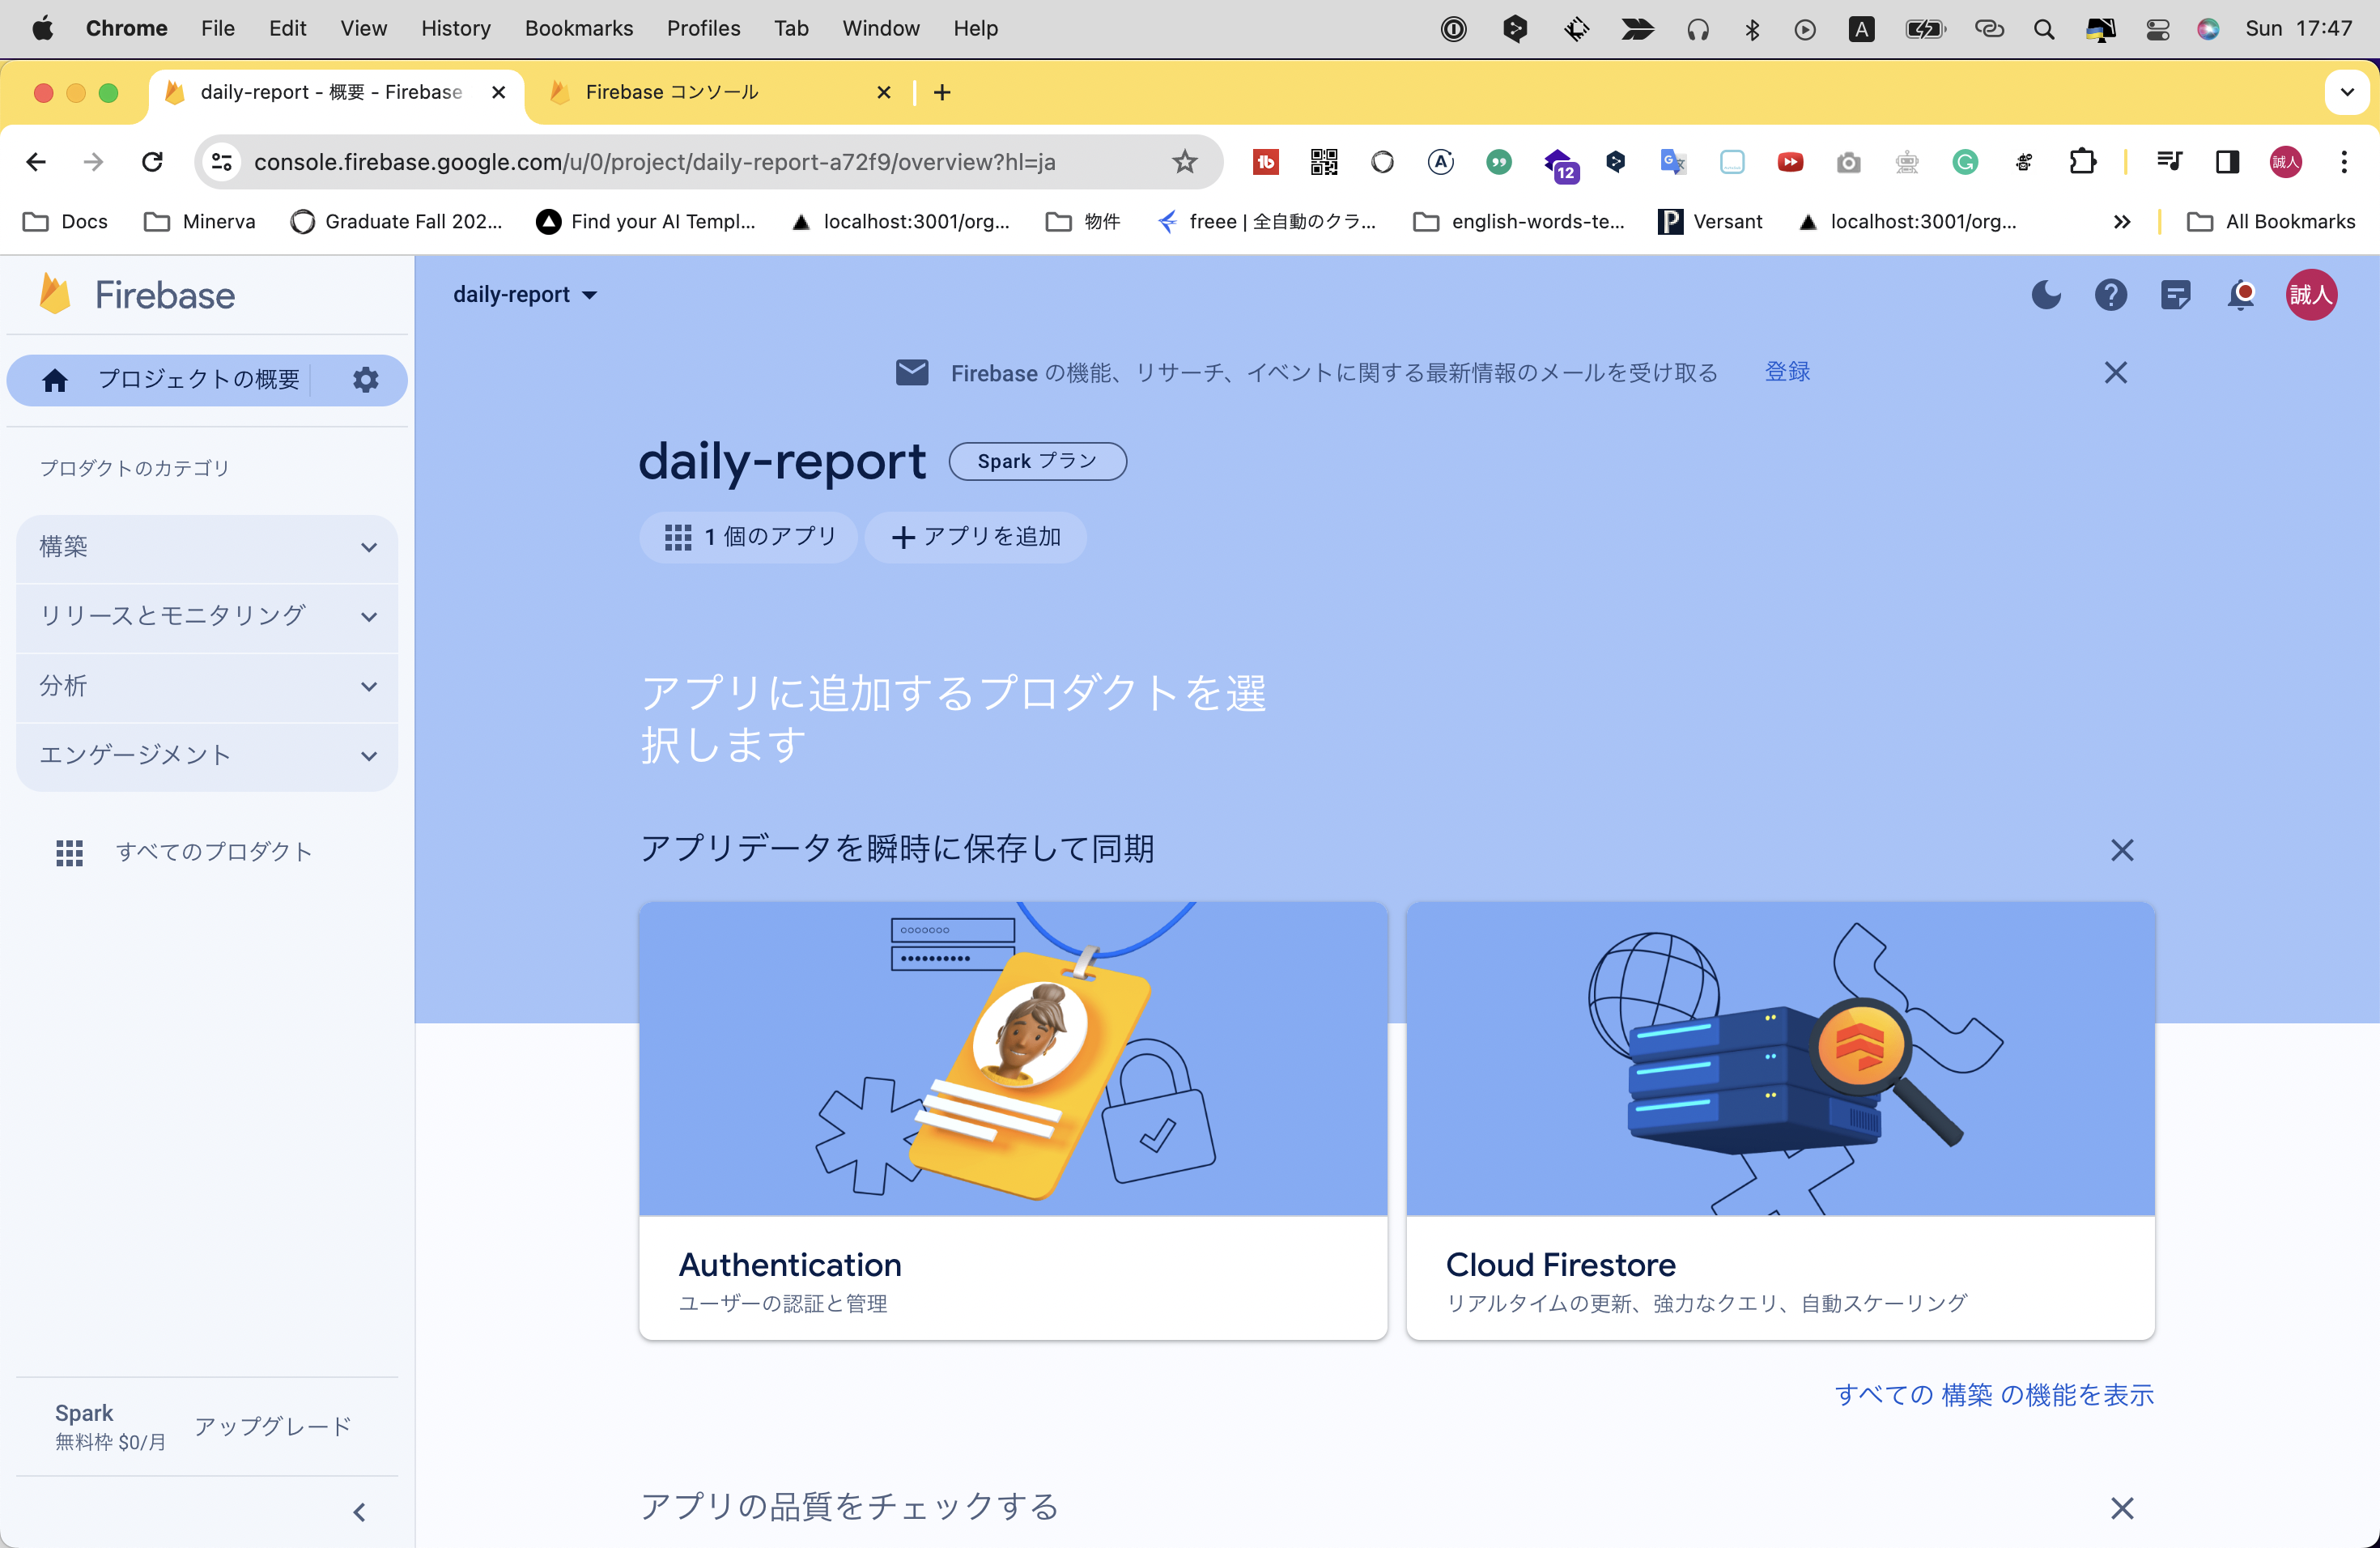 Chrome File Edit View History Bookmarks Profiles Tab Window Help Sun 17:47
daily-report - 概要 - Firebase
Firebase コンソール
console.firebase.google.com/u/0/project/daily-report-a72f9/overview?hl=ja
12
誠人
Docs
Minerva
Graduate Fall 202...
Find your AI Templ...
localhost:3001/org...
物件
freee | 全自動のクラ...
english-words-te...
Versant
localhost:3001/org...
All Bookmarks
Firebase
daily-report
誠人
プロジェクトの概要
プロダクトのカテゴリ
構築
リリースとモニタリング
分析
エンゲージメント
すべてのプロダクト
Spark
無料枠 $0/月
アップグレード
Firebase の機能、リサーチ、イベントに関する最新情報のメールを受け取る
登録
daily-report
Spark プラン
1 個のアプリ
アプリを追加
アプリに追加するプロダクトを選
択します
アプリデータを瞬時に保存して同期
Authentication
ユーザーの認証と管理
Cloud Firestore
リアルタイムの更新、強力なクエリ、自動スケーリング
すべての 構築 の機能を表示
アプリの品質をチェックする